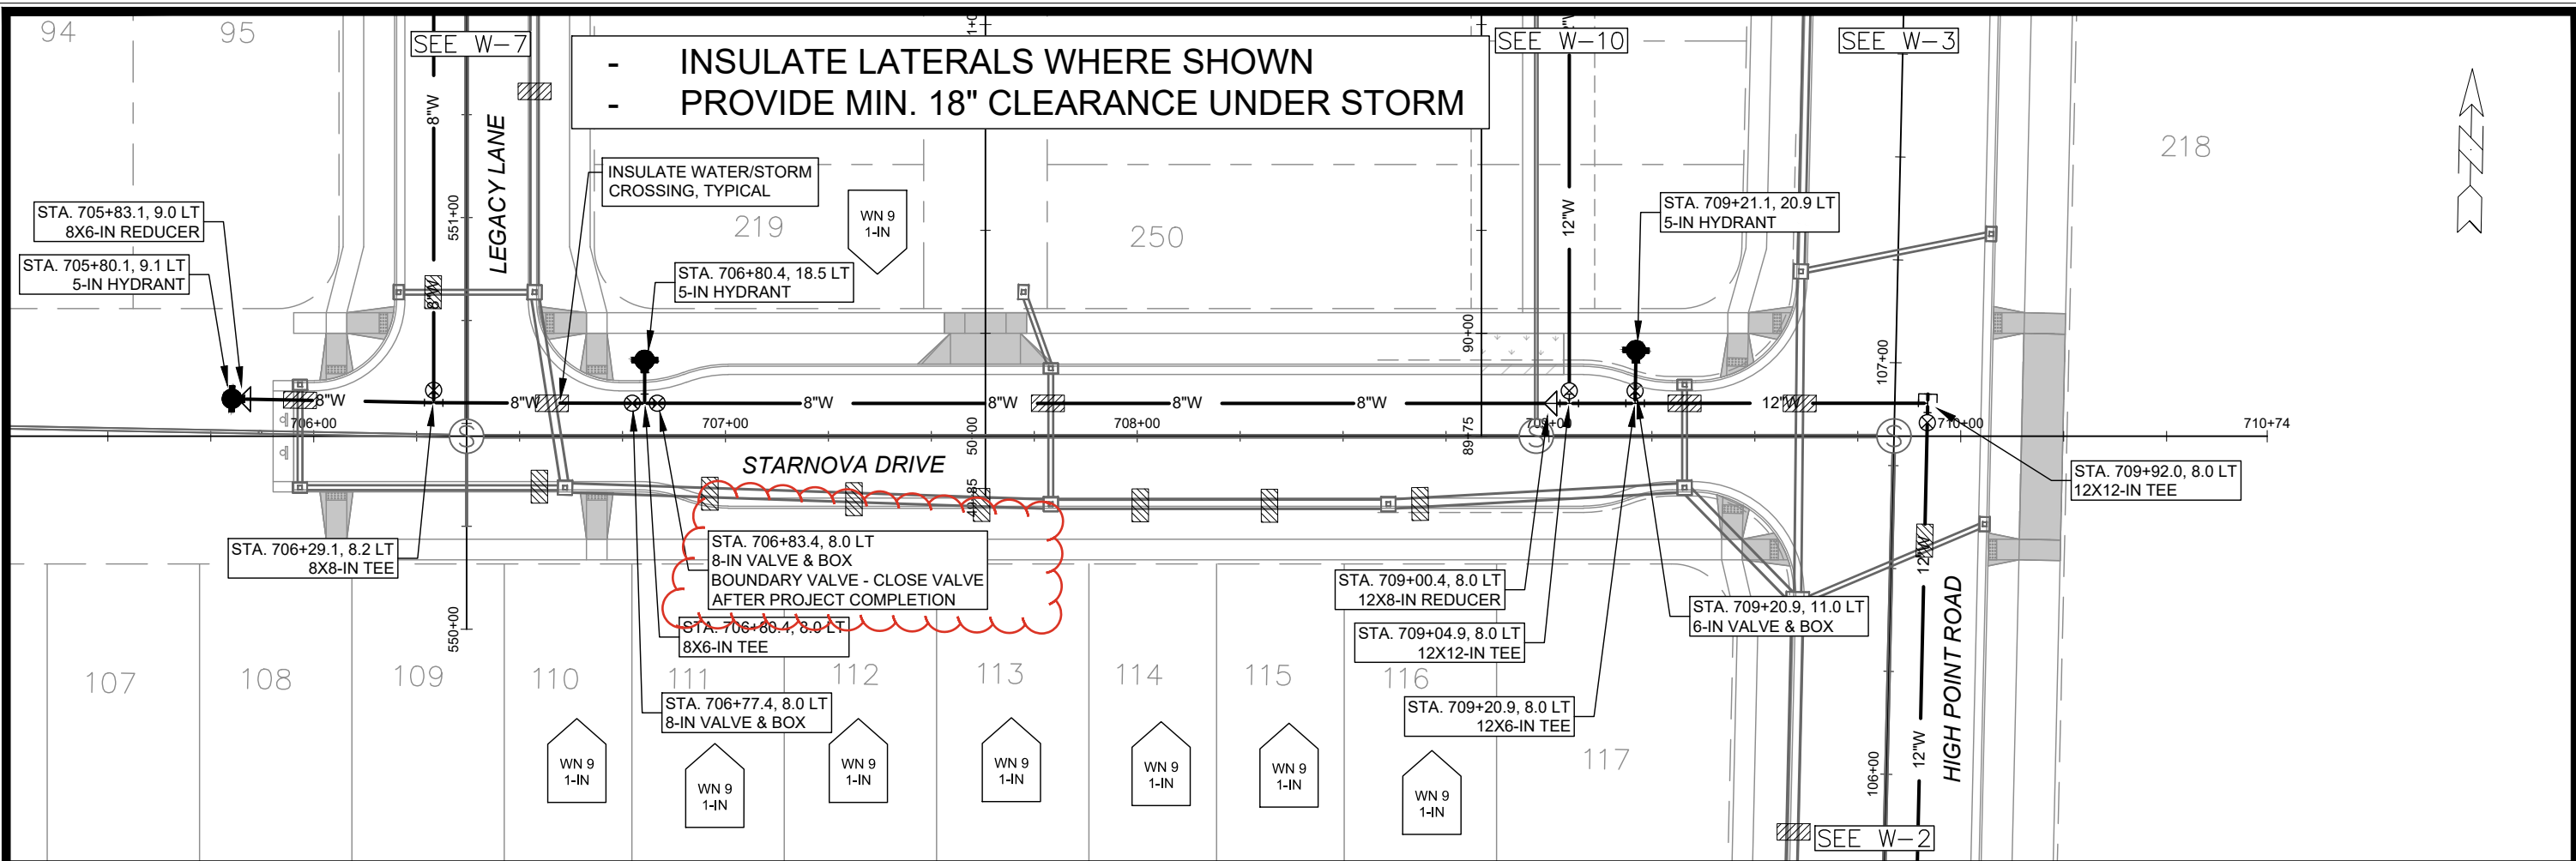 94
95
SEE W-7
- INSULATE LATERALS WHERE SHOWN
- PROVIDE MIN. 18" CLEARANCE UNDER STORM
SEE W-10
SEE W-3
218
8"W
LEGACY LANE
551+00
8"W
INSULATE WATER/STORM
CROSSING, TYPICAL
219
WN 9
1-IN
250
12"W
STA. 709+21.1, 20.9 LT
5-IN HYDRANT
STA. 705+83.1, 9.0 LT
8X6-IN REDUCER
STA. 705+80.1, 9.1 LT
5-IN HYDRANT
STA. 706+80.4, 18.5 LT
5-IN HYDRANT
90+00
107+00
8"W
8"W
8"W
8"W
8"W
8"W
12"W
706+00
707+00
708+00
709+00
710+00
710+74
S
S
S
50+00
89+75
STARNOVA DRIVE
STA. 709+92.0, 8.0 LT
12X12-IN TEE
STA. 706+29.1, 8.2 LT
8X8-IN TEE
STA. 706+83.4, 8.0 LT
8-IN VALVE & BOX
BOUNDARY VALVE - CLOSE VALVE
AFTER PROJECT COMPLETION
STA. 706+80.4, 8.0 LT
8X6-IN TEE
STA. 706+77.4, 8.0 LT
8-IN VALVE & BOX
550+00
STA. 709+00.4, 8.0 LT
12X8-IN REDUCER
STA. 709+04.9, 8.0 LT
12X12-IN TEE
STA. 709+20.9, 8.0 LT
12X6-IN TEE
STA. 709+20.9, 11.0 LT
6-IN VALVE & BOX
12"W
12"W
HIGH POINT ROAD
106+00
107
108
109
110
111
112
113
114
115
116
117
WN 9
1-IN
WN 9
1-IN
WN 9
1-IN
WN 9
1-IN
WN 9
1-IN
WN 9
1-IN
WN 9
1-IN
SEE W-2